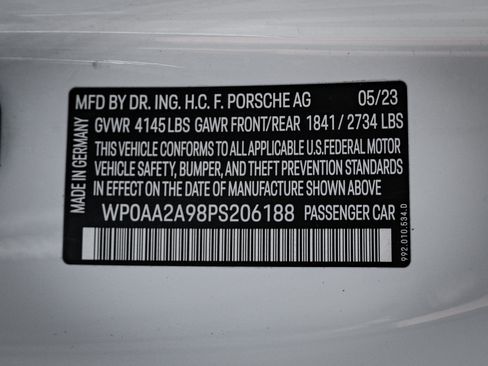 MFD BY DR. ING. H.C. F. PORSCHE AG 05/23
GVWR 4145 LBS GAWR FRONT/REAR 1841 / 2734 LBS
THIS VEHICLE CONFORMS TO ALL APPLICABLE U.S.FEDERAL MOTOR
VEHICLE SAFETY, BUMPER, AND THEFT PREVENTION STANDARDS
IN EFFECT ON THE DATE OF MANUFACTURE SHOWN ABOVE
WP0AA2A98PS206188 PASSENGER CAR
MADE IN GERMANY
992.010.534.D